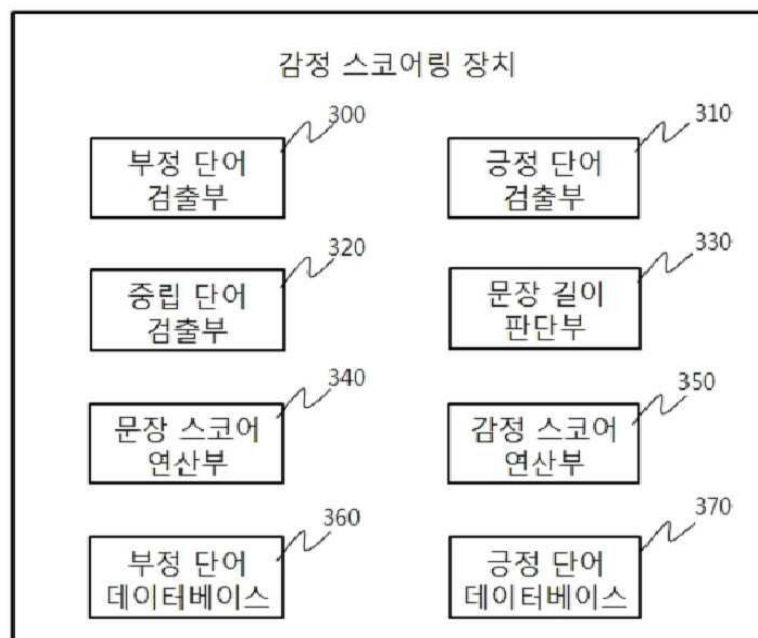 감정 스코어링 장치
300
부정 단어
검출부
310
긍정 단어
검출부
320
중립 단어
검출부
330
문장 길이
판단부
340
문장 스코어
연산부
350
감정 스코어
연산부
360
부정 단어
데이터베이스
370
긍정 단어
데이터베이스